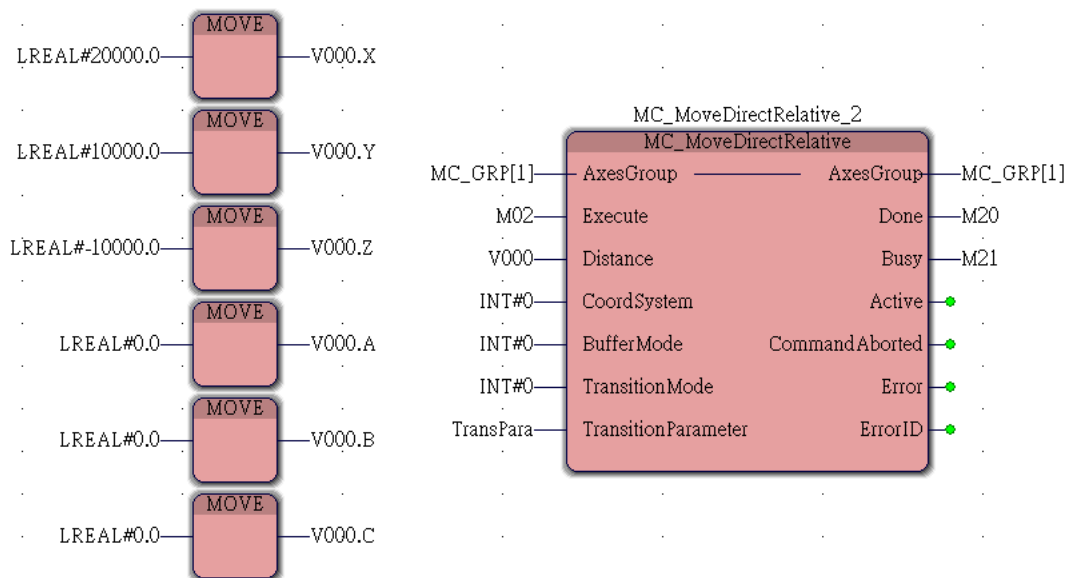 MOVE
LREAL#20000.0 V000.X
MOVE
LREAL#10000.0 V000.Y
MOVE
LREAL#-10000.0 V000.Z
MOVE
LREAL#0.0 V000.A
MOVE
LREAL#0.0 V000.B
MOVE
LREAL#0.0 V000.C
MC_MoveDirectRelative_2
MC_MoveDirectRelative
MC_GRP[1] AxesGroup AxesGroup MC_GRP[1]
M02 Execute Done M20
V000 Distance Busy M21
INT#0 CoordSystem Active
INT#0 BufferMode CommandAborted
INT#0 TransitionMode Error
TransPara TransitionParameter ErrorID